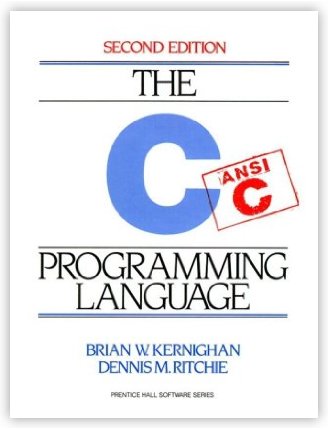 SECOND EDITION
THE
C
ANSI
C
PROGRAMMING
LANGUAGE
BRIAN W. KERNIGHAN
DENNIS M. RITCHIE
PRENTICE HALL SOFTWARE SERIES